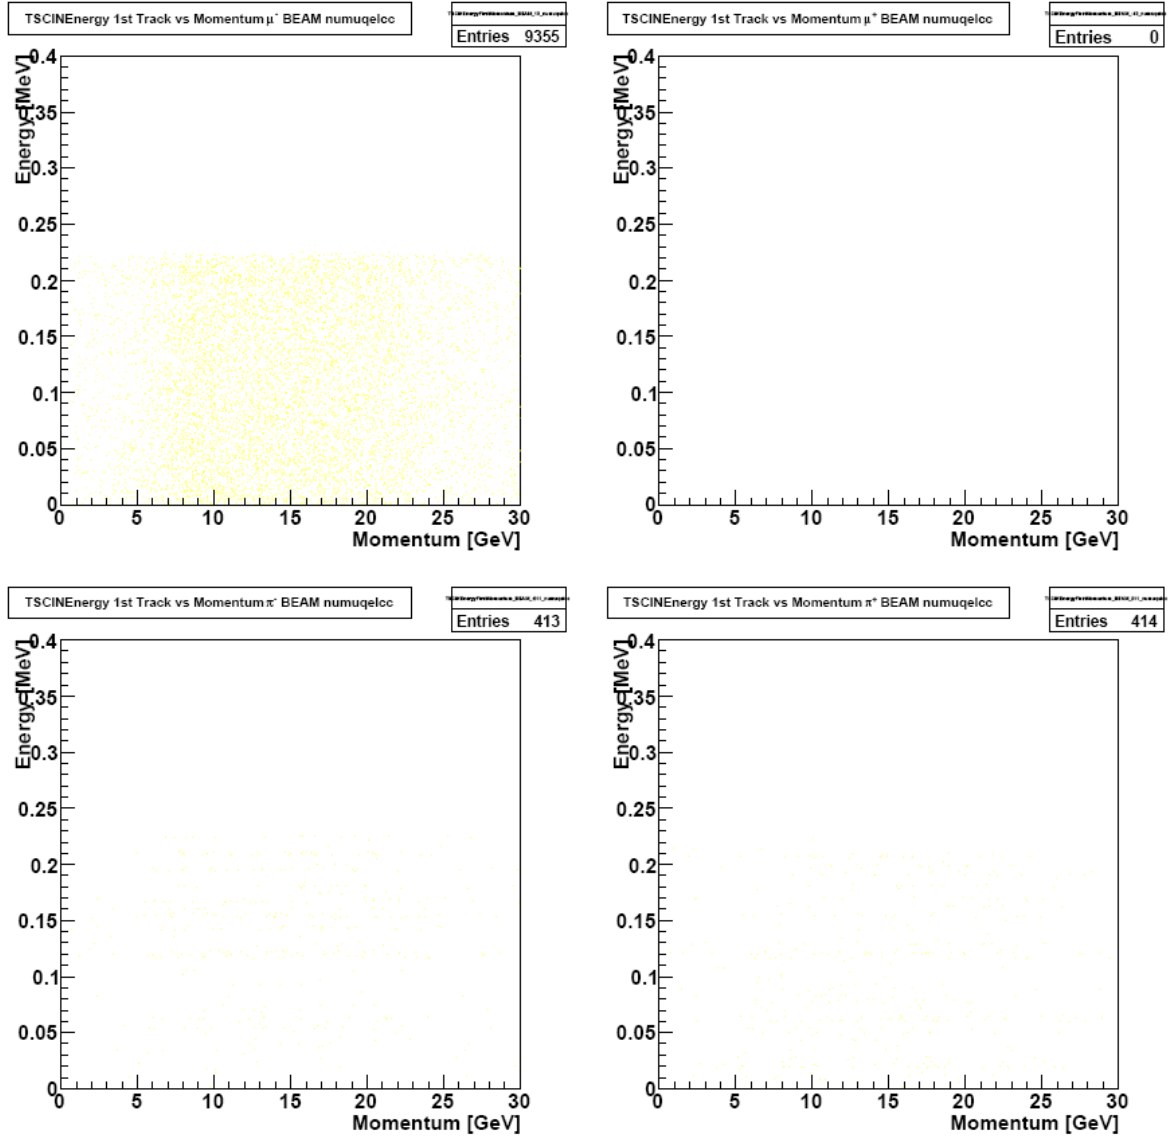 TSCINEnergy 1st Track vs Momentum μ⁻ BEAM numuqelcc
Entries 9355
Energy [MeV]
0.4
0.35
0.3
0.25
0.2
0.15
0.1
0.05
0
0 5 10 15 20 25 30
Momentum [GeV]
TSCINEnergy 1st Track vs Momentum μ⁺ BEAM numuqelcc
Entries 0
Energy [MeV]
0.4
0.35
0.3
0.25
0.2
0.15
0.1
0.05
0
0 5 10 15 20 25 30
Momentum [GeV]
TSCINEnergy 1st Track vs Momentum π⁻ BEAM numuqelcc
Entries 413
Energy [MeV]
0.4
0.35
0.3
0.25
0.2
0.15
0.1
0.05
0
0 5 10 15 20 25 30
Momentum [GeV]
TSCINEnergy 1st Track vs Momentum π⁺ BEAM numuqelcc
Entries 414
Energy [MeV]
0.4
0.35
0.3
0.25
0.2
0.15
0.1
0.05
0
0 5 10 15 20 25 30
Momentum [GeV]